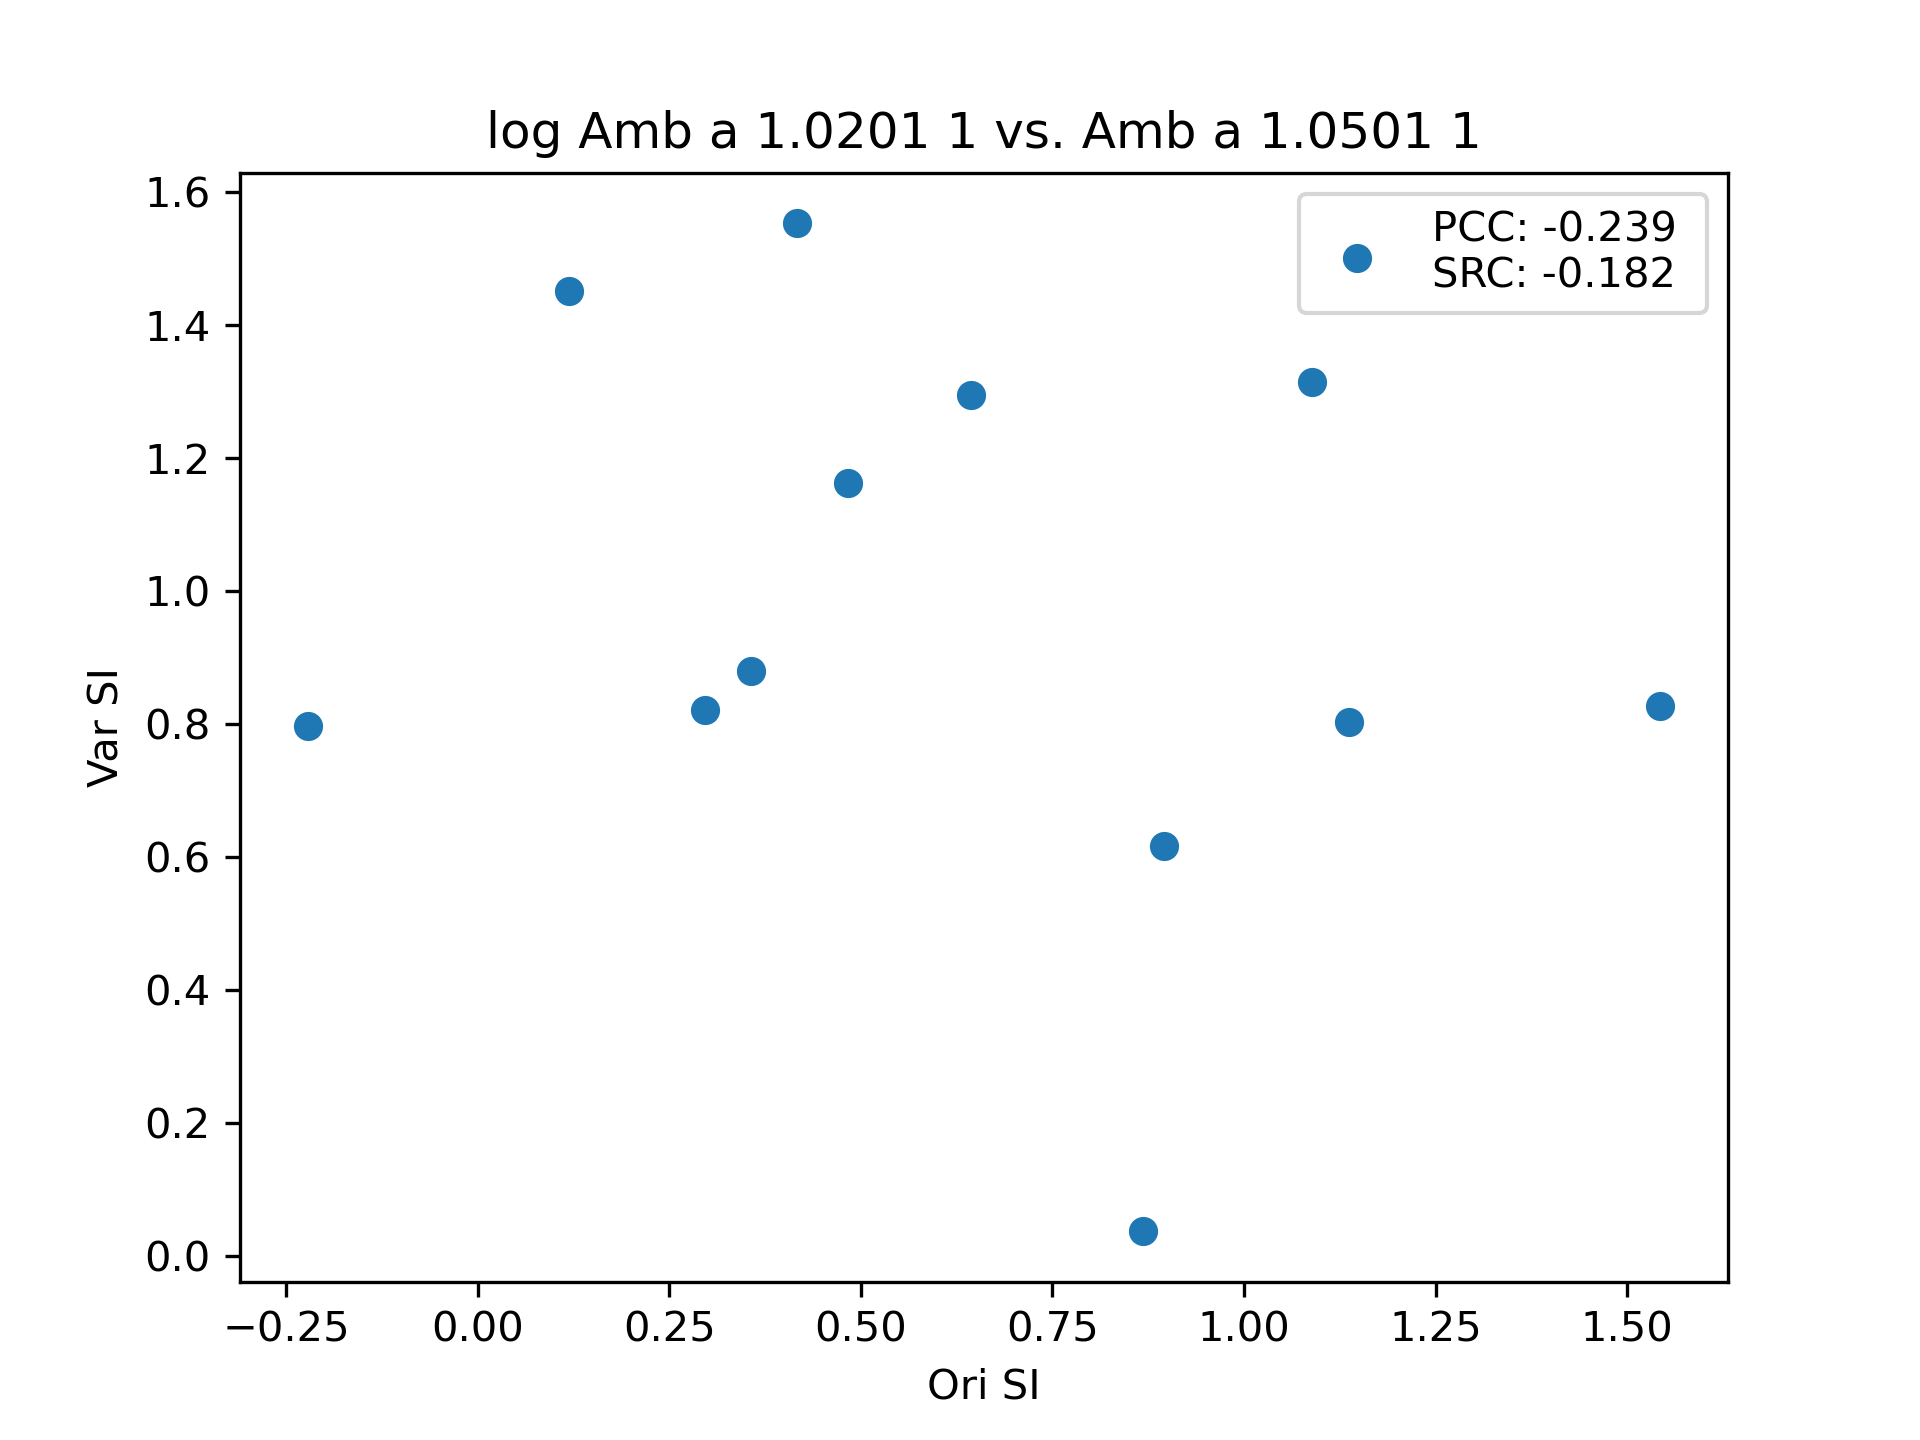 log Amb a 1.0201 1 vs. Amb a 1.0501 1
PCC: -0.239
SRC: -0.182
1.6
1.4
1.2
1.0
0.8
0.6
0.4
0.2
0.0
Var SI
−0.25 0.00 0.25 0.50 0.75 1.00 1.25 1.50
Ori SI